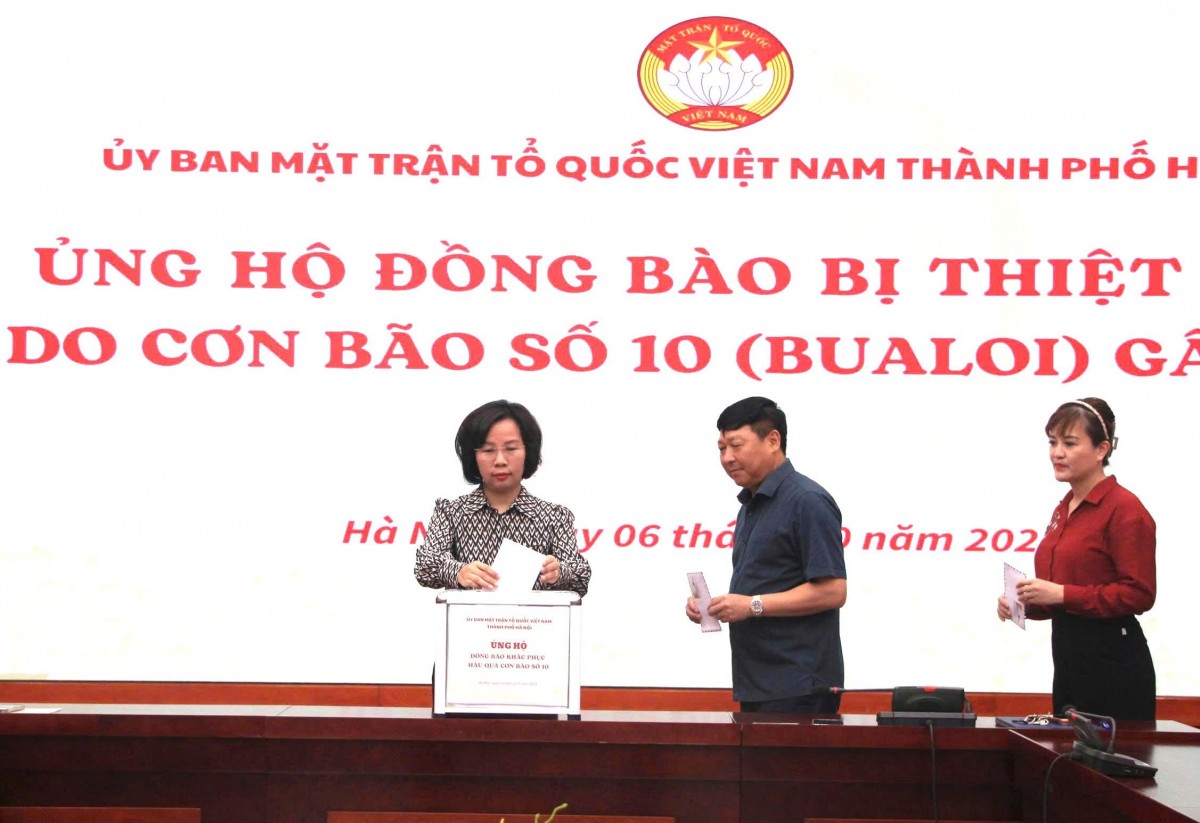 MẶT TRẬN TỔ QUỐC
VIỆT NAM
ỦY BAN MẶT TRẬN TỔ QUỐC VIỆT NAM THÀNH PHỐ H
ỦNG HỘ ĐỒNG BÀO BỊ THIỆT
DO CƠN BÃO SỐ 10 (BUALOI) GÂ
Hà N y 06 thá 0 năm 202
ỦY BAN MẶT TRẬN TỔ QUỐC VIỆT NAM
THÀNH PHỐ HÀ NỘI
ỦNG HỘ
ĐỒNG BÀO KHẮC PHỤC
HẬU QUẢ CƠN BÃO SỐ 10